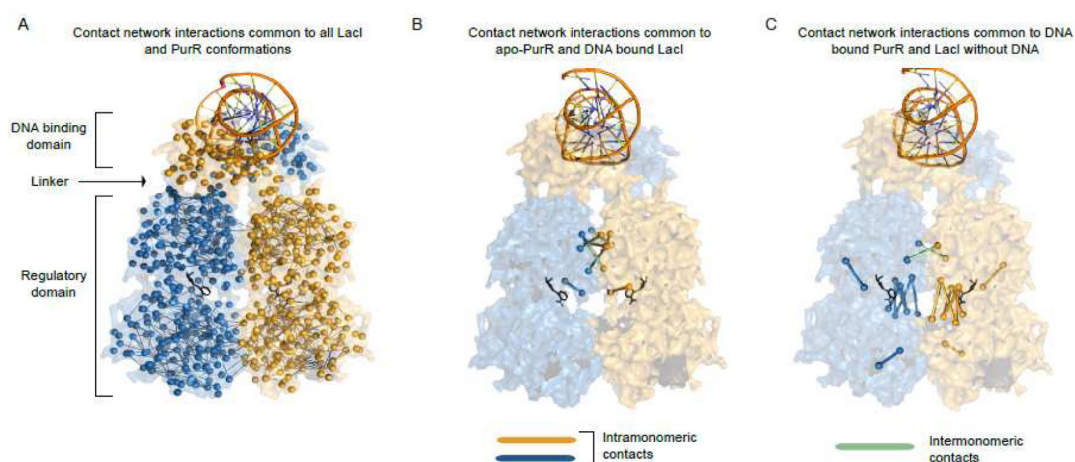 A
Contact network interactions common to all LacI
and PurR conformations
B
Contact network interactions common to
apo-PurR and DNA bound LacI
C
Contact network interactions common to DNA
bound PurR and LacI without DNA
DNA binding
domain
Linker
Regulatory
domain
Intramonomeric
contacts
Intermonomeric
contacts